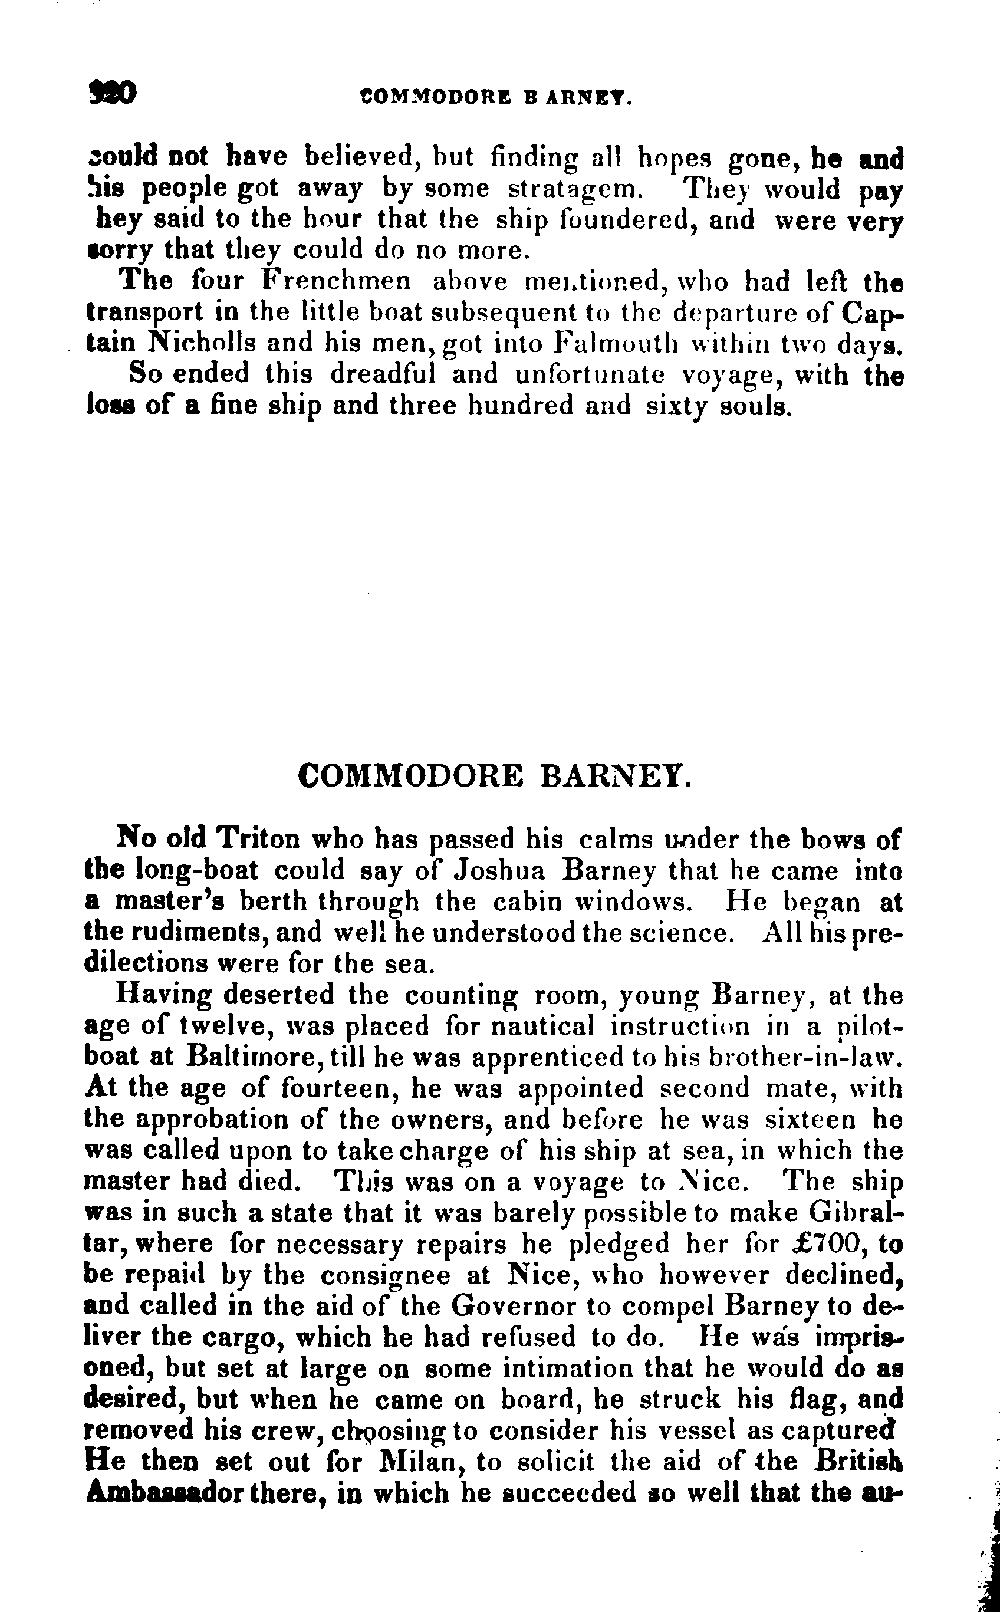 320 COMMODORE BARNEY.
could not have believed, but finding all hopes gone, he and
his people got away by some stratagem. They would pay
hey said to the hour that the ship foundered, and were very
sorry that they could do no more.
The four Frenchmen above mentioned, who had left the
transport in the little boat subsequent to the departure of Cap-
tain Nicholls and his men, got into Falmouth within two days.
So ended this dreadful and unfortunate voyage, with the
loss of a fine ship and three hundred and sixty souls.
COMMODORE BARNEY.
No old Triton who has passed his calms under the bows of
the long-boat could say of Joshua Barney that he came into
a master's berth through the cabin windows. He began at
the rudiments, and well he understood the science. All his pre-
dilections were for the sea.
Having deserted the counting room, young Barney, at the
age of twelve, was placed for nautical instruction in a pilot-
boat at Baltimore, till he was apprenticed to his brother-in-law.
At the age of fourteen, he was appointed second mate, with
the approbation of the owners, and before he was sixteen he
was called upon to take charge of his ship at sea, in which the
master had died. This was on a voyage to Nice. The ship
was in such a state that it was barely possible to make Gibral-
tar, where for necessary repairs he pledged her for £700, to
be repaid by the consignee at Nice, who however declined,
and called in the aid of the Governor to compel Barney to de-
liver the cargo, which he had refused to do. He was impris-
oned, but set at large on some intimation that he would do as
desired, but when he came on board, he struck his flag, and
removed his crew, choosing to consider his vessel as captured
He then set out for Milan, to solicit the aid of the British
Ambassador there, in which he succeeded so well that the au-